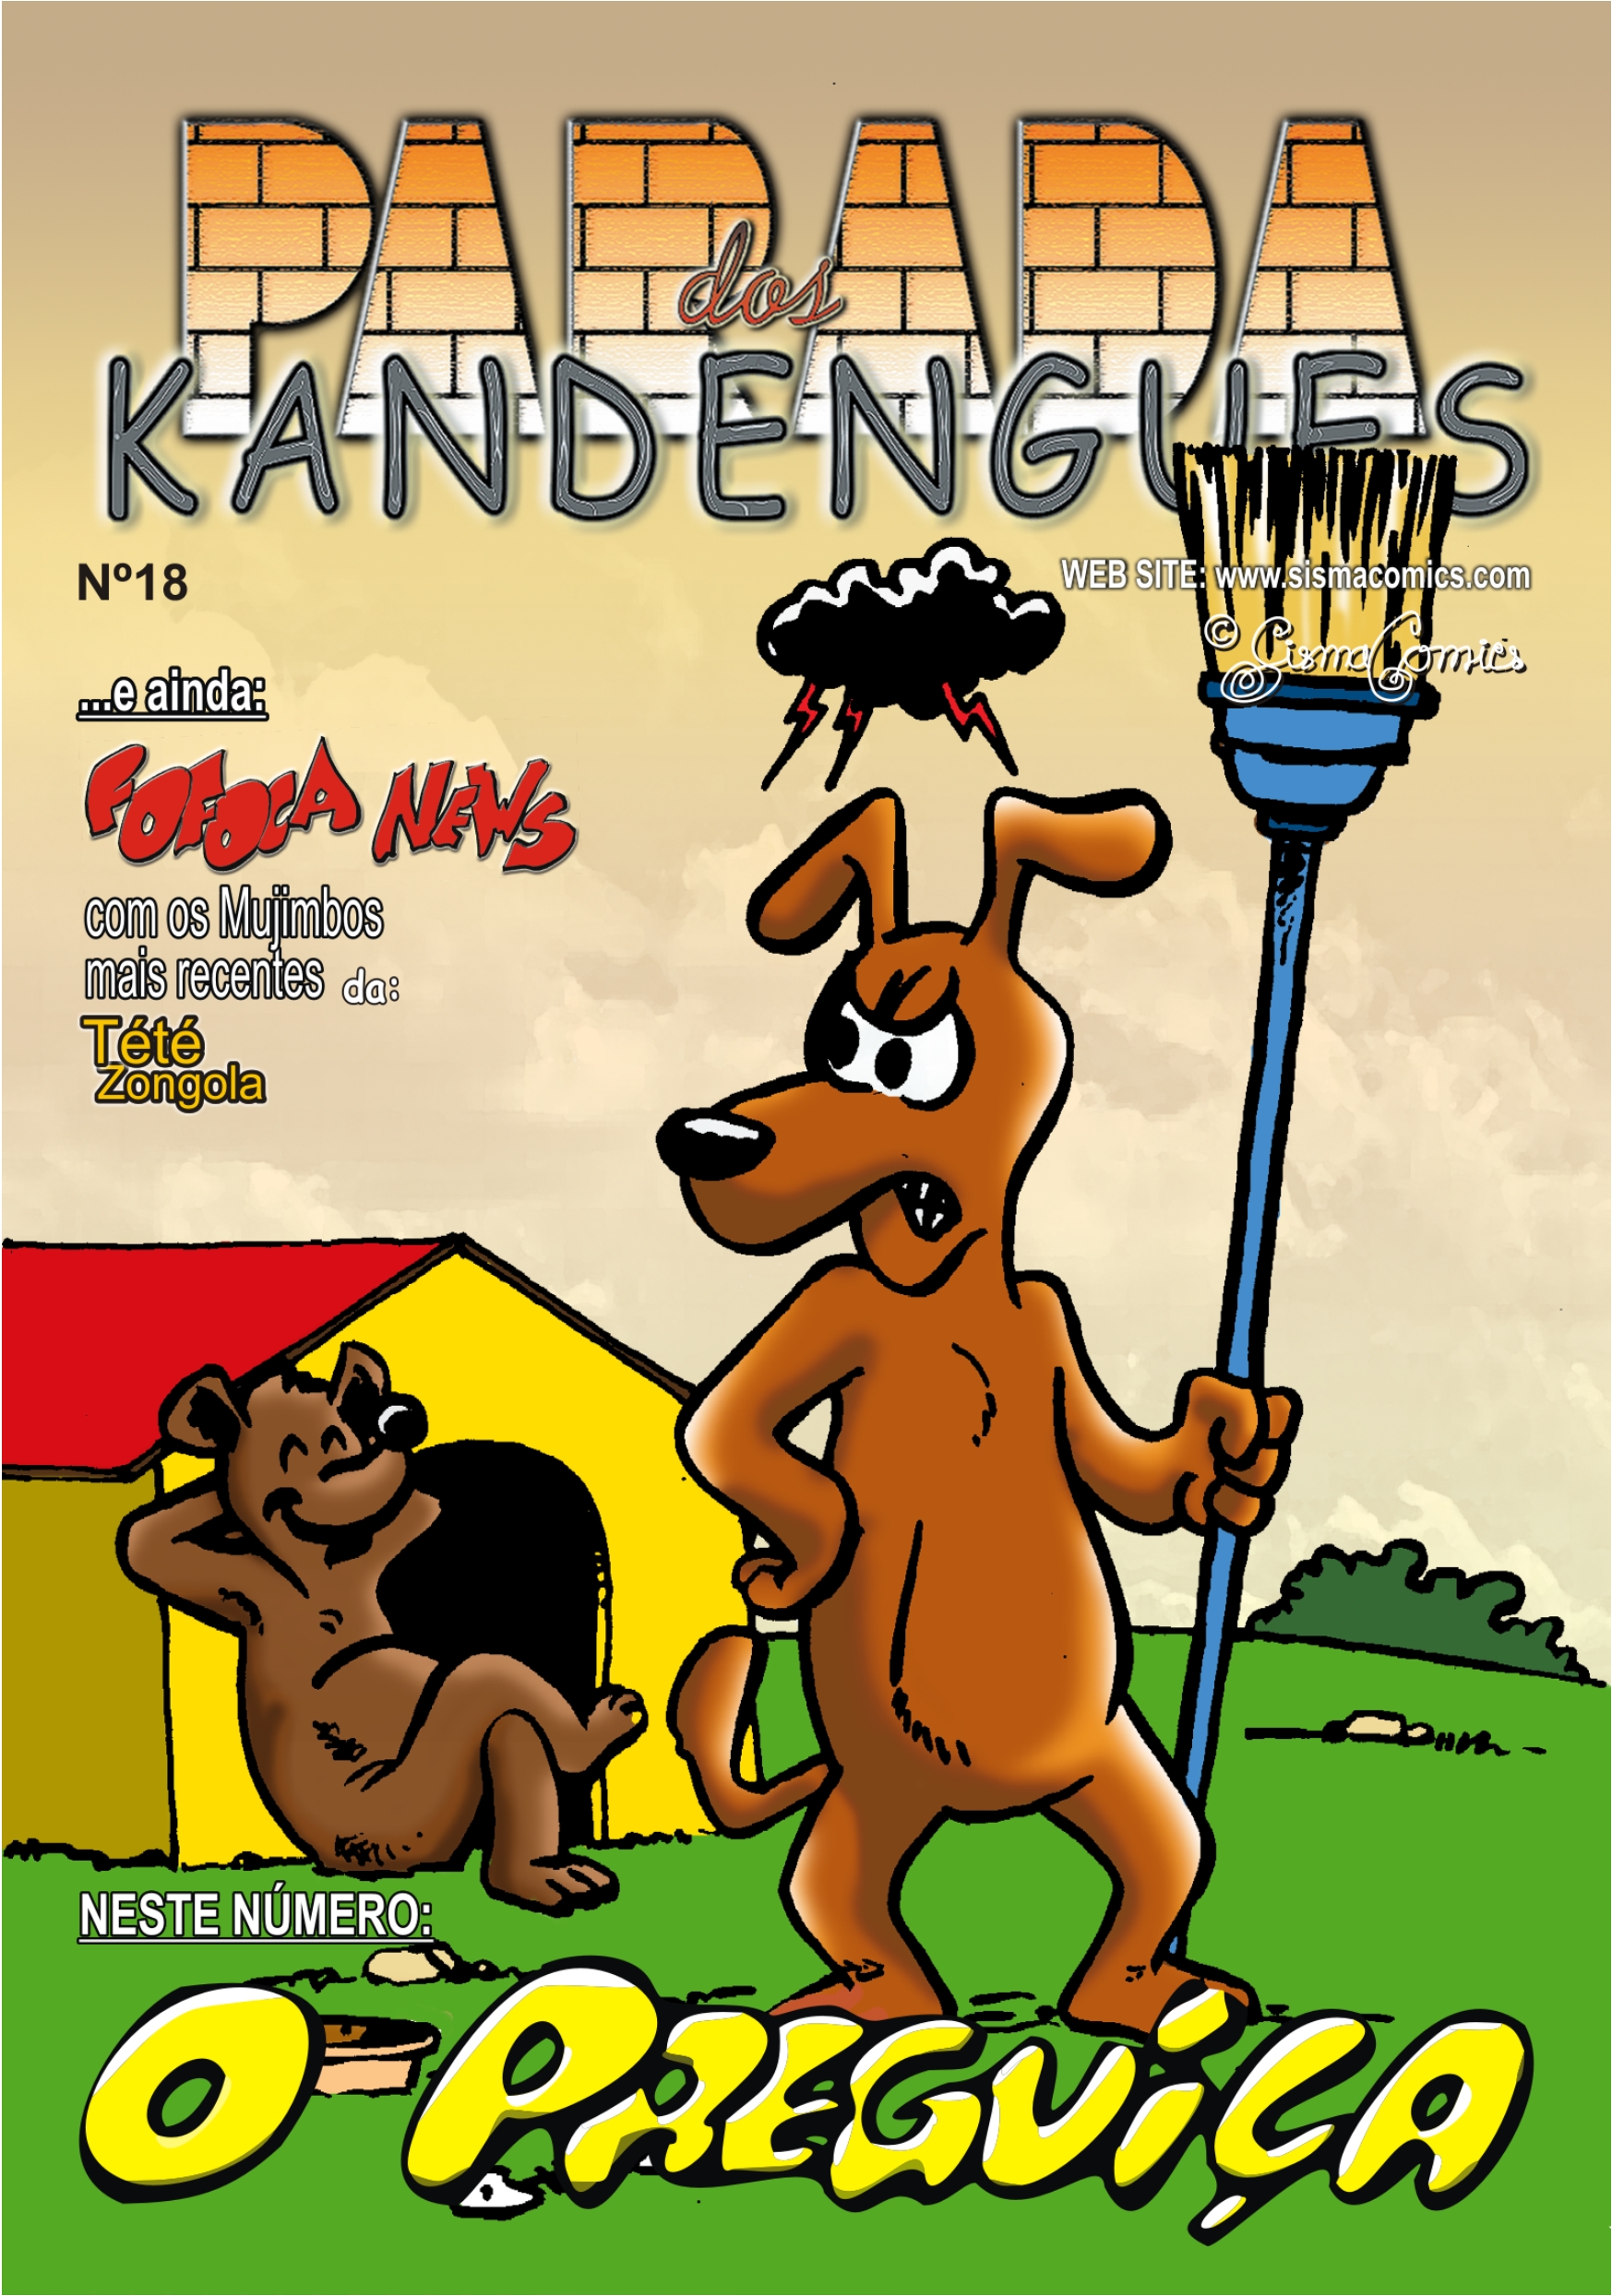 PARADA
dos
KANDENGUES
Nº18
WEB SITE: www.sismacomics.com
© SismaComics
...e ainda:
FOFOCA NEWS
com os Mujimbos
mais recentes da:
Tété
Zongola
NESTE NÚMERO:
O PREGUIÇA